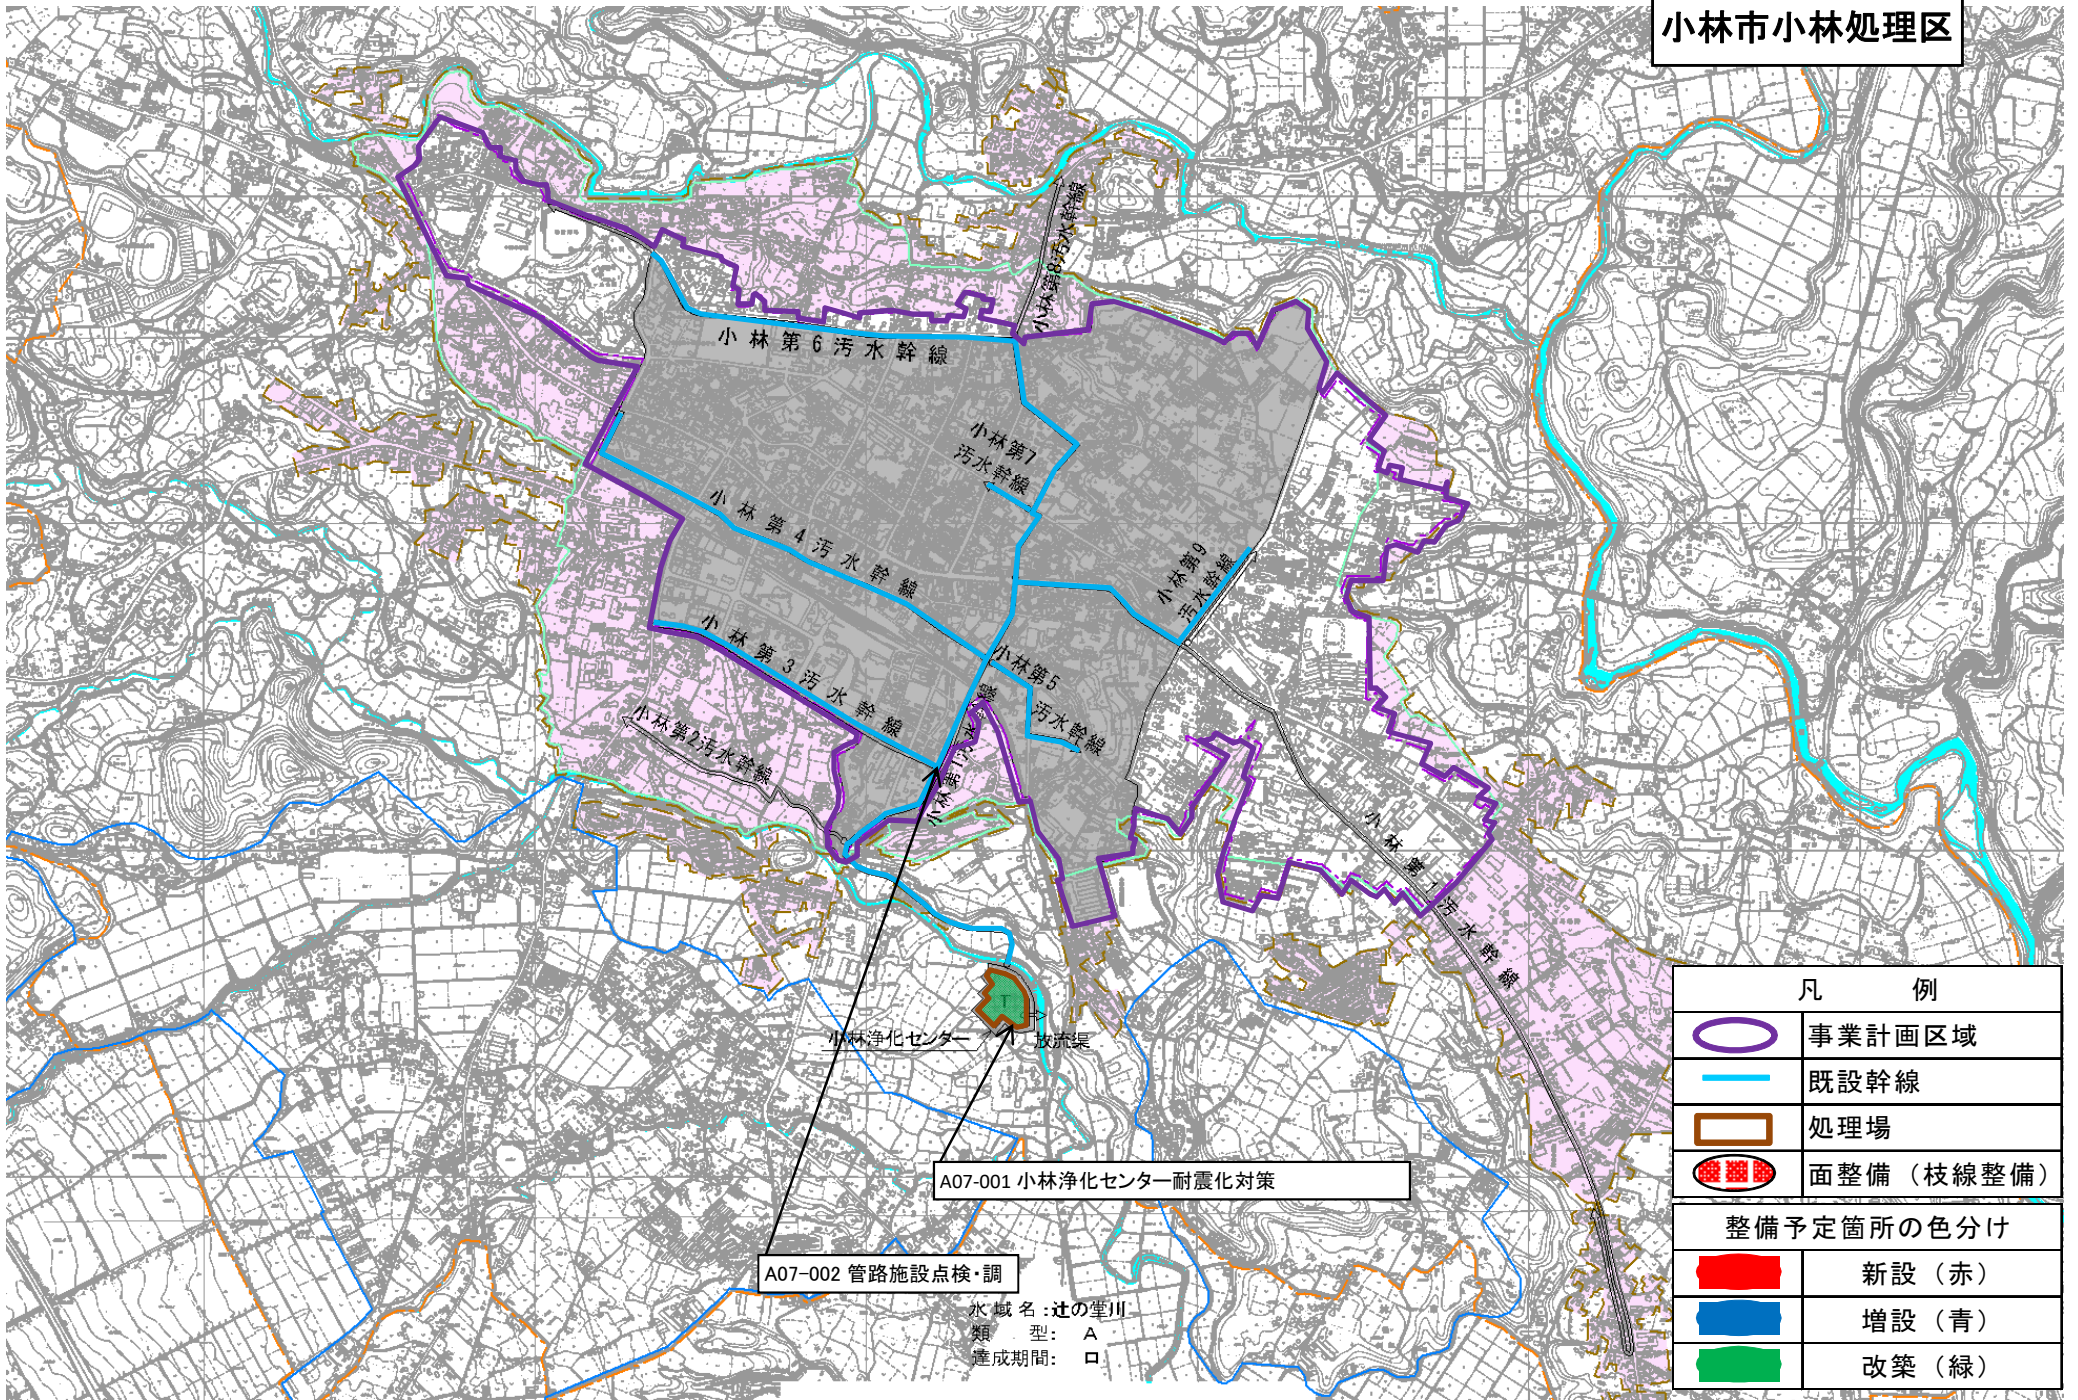 小林市小林処理区
小林第8汚水幹線
小林第6汚水幹線
小林第7
汚水幹線
小林第4汚水幹線
小林第9
汚水幹線
小林第3汚水幹線
小林第5
汚水幹線
小林第2汚水幹線
小林第1汚水幹線
小林第1汚水幹線
T
小林浄化センター
放流渠
A07-001 小林浄化センター耐震化対策
A07-002 管路施設点検・調
水域名:辻の堂川
類型: A
達成期間: ロ
凡例
事業計画区域
既設幹線
処理場
面整備（枝線整備）
整備予定箇所の色分け
新設（赤）
増設（青）
改築（緑）